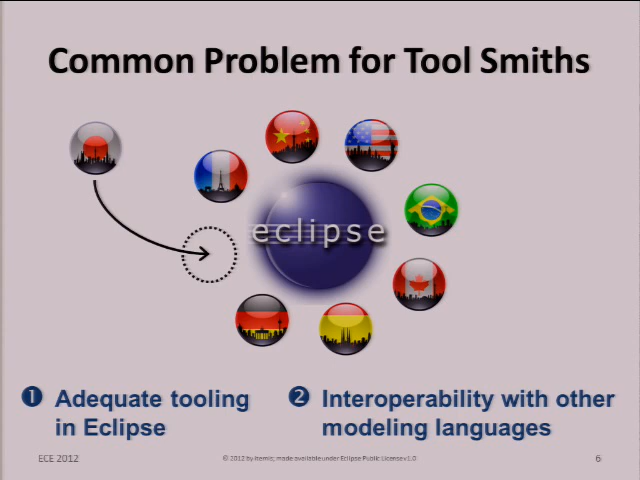 Common Problem for Tool Smiths
eclipse
❶ Adequate tooling
in Eclipse
❷ Interoperability with other
modeling languages
ECE 2012
© 2012 by itemis; made available under Eclipse Public License v1.0
6